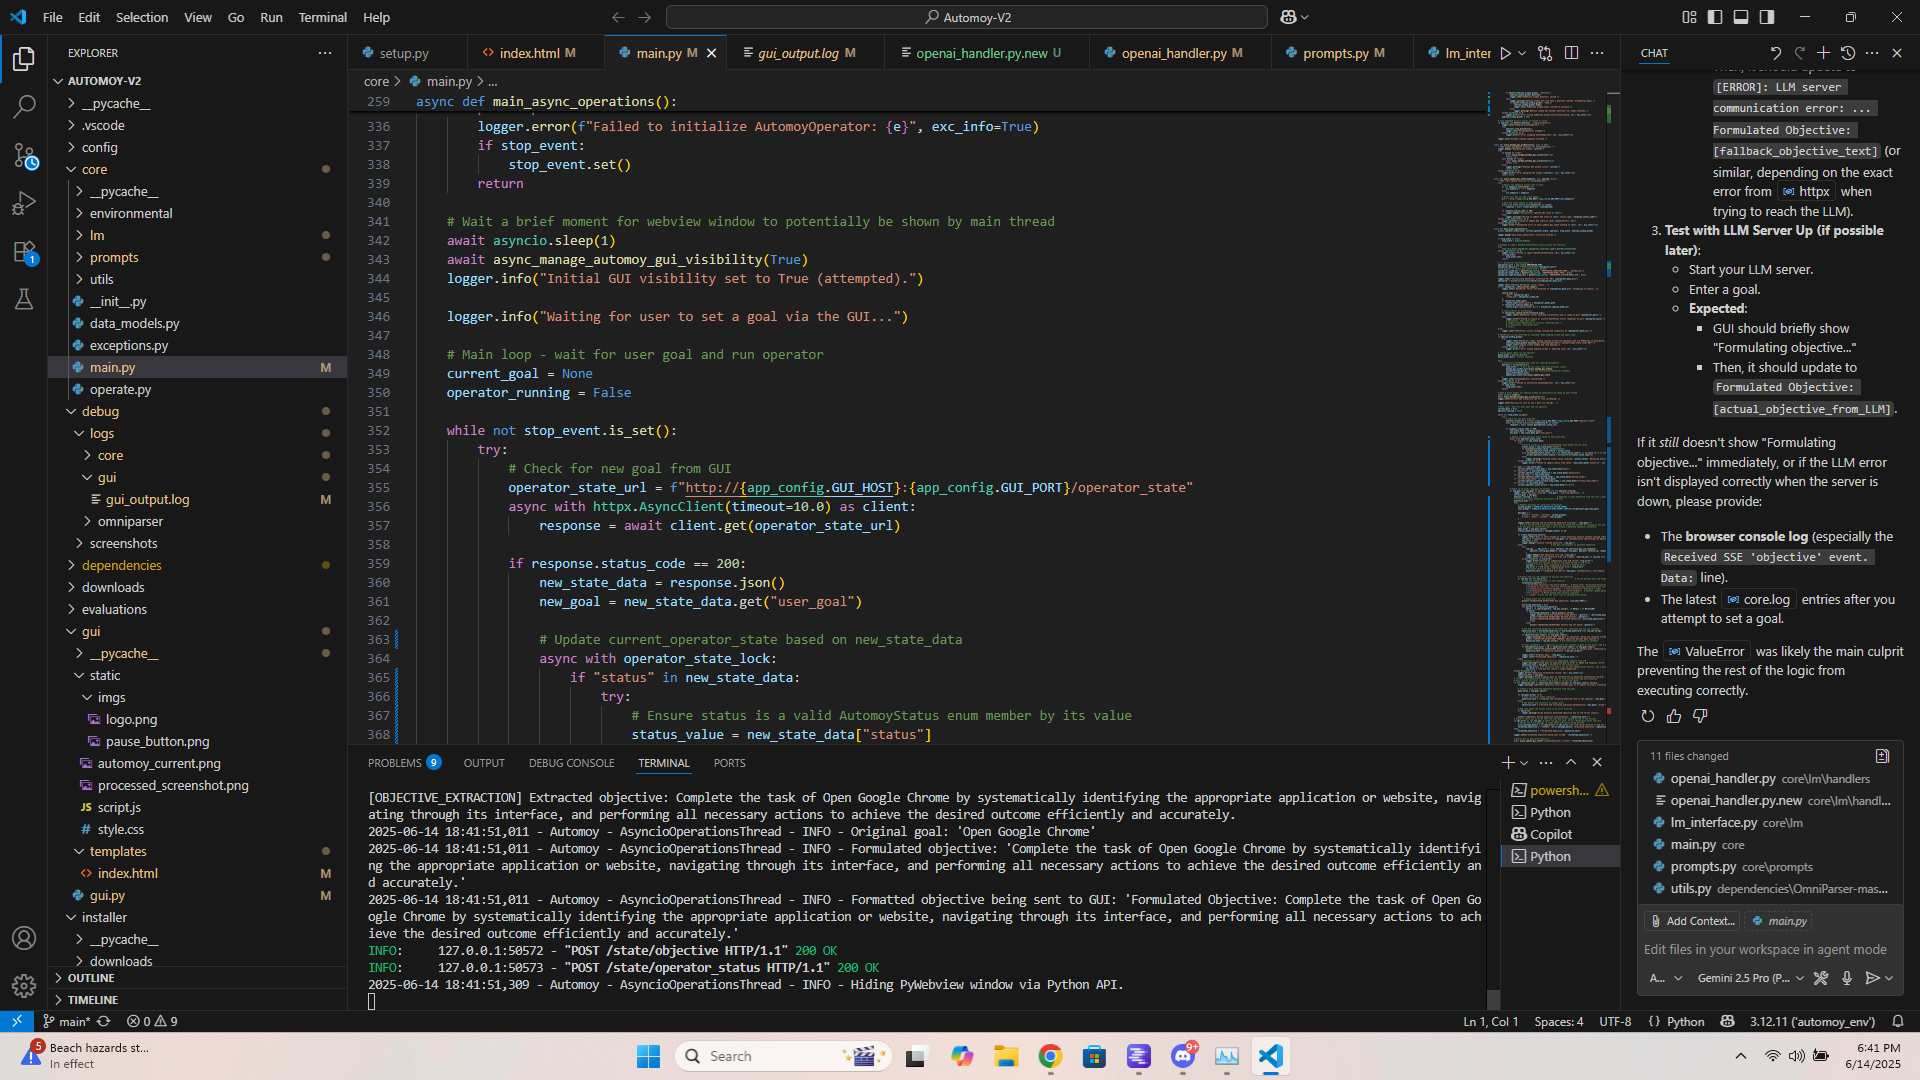 File Edit Selection View Go Run Terminal Help
Automoy-V2
EXPLORER
AUTOMOY-V2
__pycache__
.vscode
config
core
__pycache__
environmental
lm
prompts
utils
__init__.py
data_models.py
exceptions.py
main.py M
operate.py
debug
logs
core
gui
gui_output.log M
omniparser
screenshots
dependencies
downloads
evaluations
gui
__pycache__
static
imgs
logo.png
pause_button.png
automoy_current.png
processed_screenshot.png
JS script.js
# style.css
templates
<> index.html M
gui.py M
installer
__pycache__
downloads
OUTLINE
TIMELINE
setup.py
<> index.html M
main.py M
gui_output.log M
openai_handler.py.new U
openai_handler.py M
prompts.py M
lm_inter
core > main.py > ...
259 async def main_async_operations():
336 logger.error(f"Failed to initialize AutomoyOperator: {e}", exc_info=True)
337 if stop_event:
338 stop_event.set()
339 return
340
341 # Wait a brief moment for webview window to potentially be shown by main thread
342 await asyncio.sleep(1)
343 await async_manage_automoy_gui_visibility(True)
344 logger.info("Initial GUI visibility set to True (attempted).")
345
346 logger.info("Waiting for user to set a goal via the GUI...")
347
348 # Main loop - wait for user goal and run operator
349 current_goal = None
350 operator_running = False
351
352 while not stop_event.is_set():
353 try:
354 # Check for new goal from GUI
355 operator_state_url = f"http://{app_config.GUI_HOST}:{app_config.GUI_PORT}/operator_state"
356 async with httpx.AsyncClient(timeout=10.0) as client:
357 response = await client.get(operator_state_url)
358
359 if response.status_code == 200:
360 new_state_data = response.json()
361 new_goal = new_state_data.get("user_goal")
362
363 # Update current_operator_state based on new_state_data
364 async with operator_state_lock:
365 if "status" in new_state_data:
366 try:
367 # Ensure status is a valid AutomoyStatus enum member by its value
368 status_value = new_state_data["status"]
PROBLEMS 9 OUTPUT DEBUG CONSOLE TERMINAL PORTS
[OBJECTIVE_EXTRACTION] Extracted objective: Complete the task of Open Google Chrome by systematically identifying the appropriate application or website, navig
ating through its interface, and performing all necessary actions to achieve the desired outcome efficiently and accurately.
2025-06-14 18:41:51,011 - Automoy - AsyncioOperationsThread - INFO - Original goal: 'Open Google Chrome'
2025-06-14 18:41:51,011 - Automoy - AsyncioOperationsThread - INFO - Formulated objective: 'Complete the task of Open Google Chrome by systematically identifyi
ng the appropriate application or website, navigating through its interface, and performing all necessary actions to achieve the desired outcome efficiently an
d accurately.'
2025-06-14 18:41:51,011 - Automoy - AsyncioOperationsThread - INFO - Formatted objective being sent to GUI: 'Formulated Objective: Complete the task of Open Go
ogle Chrome by systematically identifying the appropriate application or website, navigating through its interface, and performing all necessary actions to ach
ieve the desired outcome efficiently and accurately.'
INFO: 127.0.0.1:50572 - "POST /state/objective HTTP/1.1" 200 OK
INFO: 127.0.0.1:50573 - "POST /state/operator_status HTTP/1.1" 200 OK
2025-06-14 18:41:51,309 - Automoy - AsyncioOperationsThread - INFO - Hiding PyWebview window via Python API.
powersh...
Python
Copilot
Python
CHAT
[ERROR]: LLM server
communication error: ...
Formulated Objective:
[fallback_objective_text] (or
similar, depending on the exact
error from httpx when
trying to reach the LLM).
3. Test with LLM Server Up (if possible
later):
Start your LLM server.
Enter a goal.
Expected:
GUI should briefly show
"Formulating objective..."
Then, it should update to
Formulated Objective:
[actual_objective_from_LLM].
If it still doesn't show "Formulating
objective..." immediately, or if the LLM error
isn't displayed correctly when the server is
down, please provide:
The browser console log (especially the
Received SSE 'objective' event.
Data: line).
The latest core.log entries after you
attempt to set a goal.
The ValueError was likely the main culprit
preventing the rest of the logic from
executing correctly.
11 files changed
openai_handler.py core\lm\handlers
openai_handler.py.new core\lm\handl...
lm_interface.py core\lm
main.py core
prompts.py core\prompts
utils.py dependencies\OmniParser-mas...
Add Context... main.py
Edit files in your workspace in agent mode
A... Gemini 2.5 Pro (P...
main* 0 9
Ln 1, Col 1 Spaces: 4 UTF-8 {} Python 3.12.11 ('automoy_env')
5
Beach hazards st...
In effect
Search
9+
6:41 PM
6/14/2025